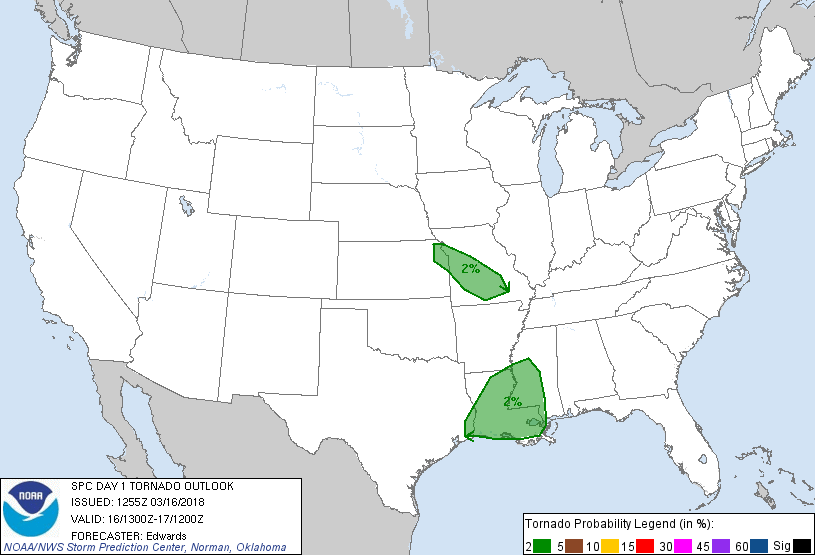 2%
2%
NOAA
SPC DAY 1 TORNADO OUTLOOK
ISSUED: 1255Z 03/16/2018
VALID: 16/1300Z-17/1200Z
FORECASTER: Edwards
NOAA/NWS Storm Prediction Center, Norman, Oklahoma
Tornado Probability Legend (in %):
2 5 10 15 30 45 60 Sig